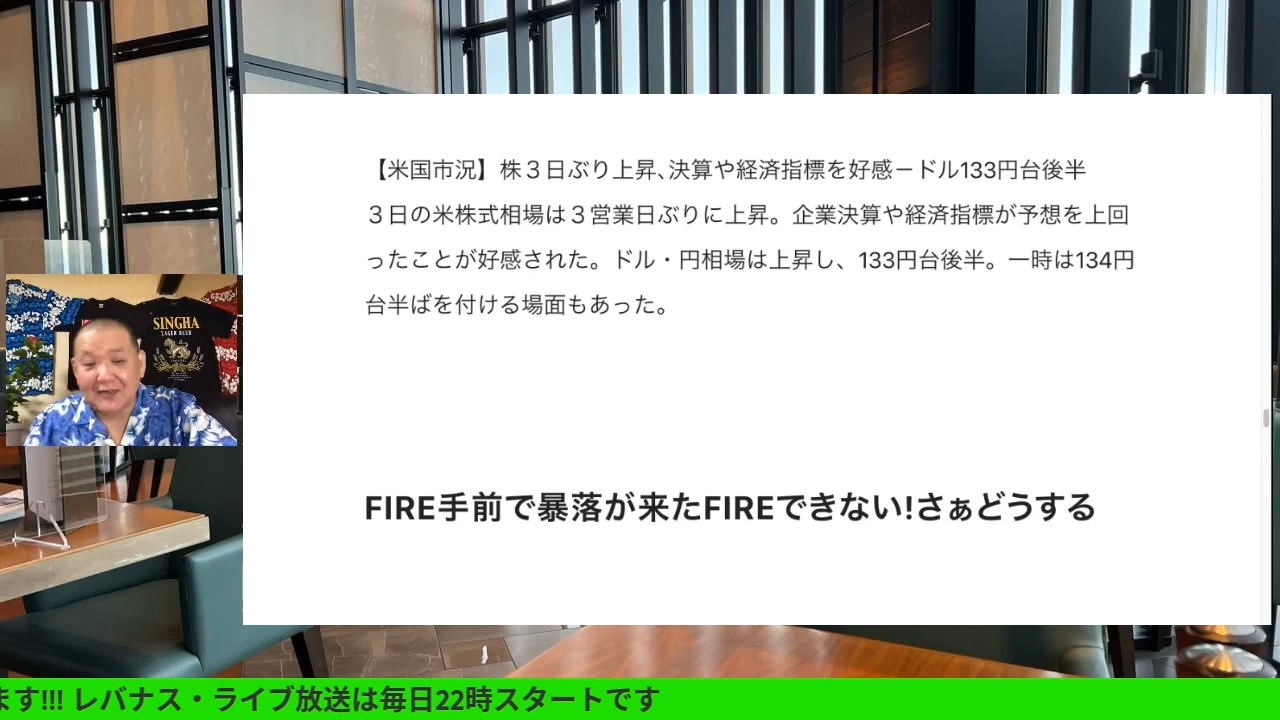 【米国市況】株３日ぶり上昇、決算や経済指標を好感－ドル133円台後半
３日の米株式相場は３営業日ぶりに上昇。企業決算や経済指標が予想を上回
ったことが好感された。ドル・円相場は上昇し、133円台後半。一時は134円
台半ばを付ける場面もあった。
SINGHA
LAGER BEER
FIRE手前で暴落が来たFIREできない!さぁどうする
ます!!! レバナス・ライブ放送は毎日22時スタートです